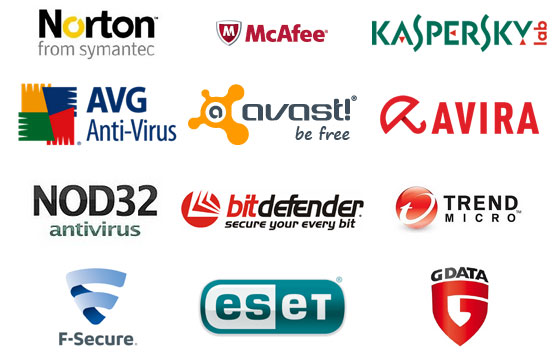 Norton
from symantec
McAfee®
KASPERSKY lab
AVG
Anti-Virus
avast!®
be free
AVIRA
NOD32
antivirus
bitdefender
secure your every bit
TREND
MICRO™
F-Secure.
eseT®
G DATA